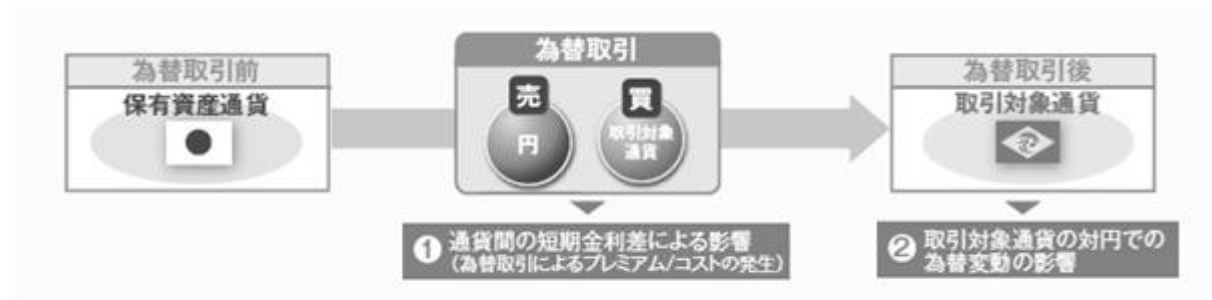 為替取引前
保有資産通貨
為替取引
売
円
買
取引対象
通貨
為替取引後
取引対象通貨
❶ 通貨間の短期金利差による影響
(為替取引によるプレミアム/コストの発生)
❷ 取引対象通貨の対円での
為替変動の影響